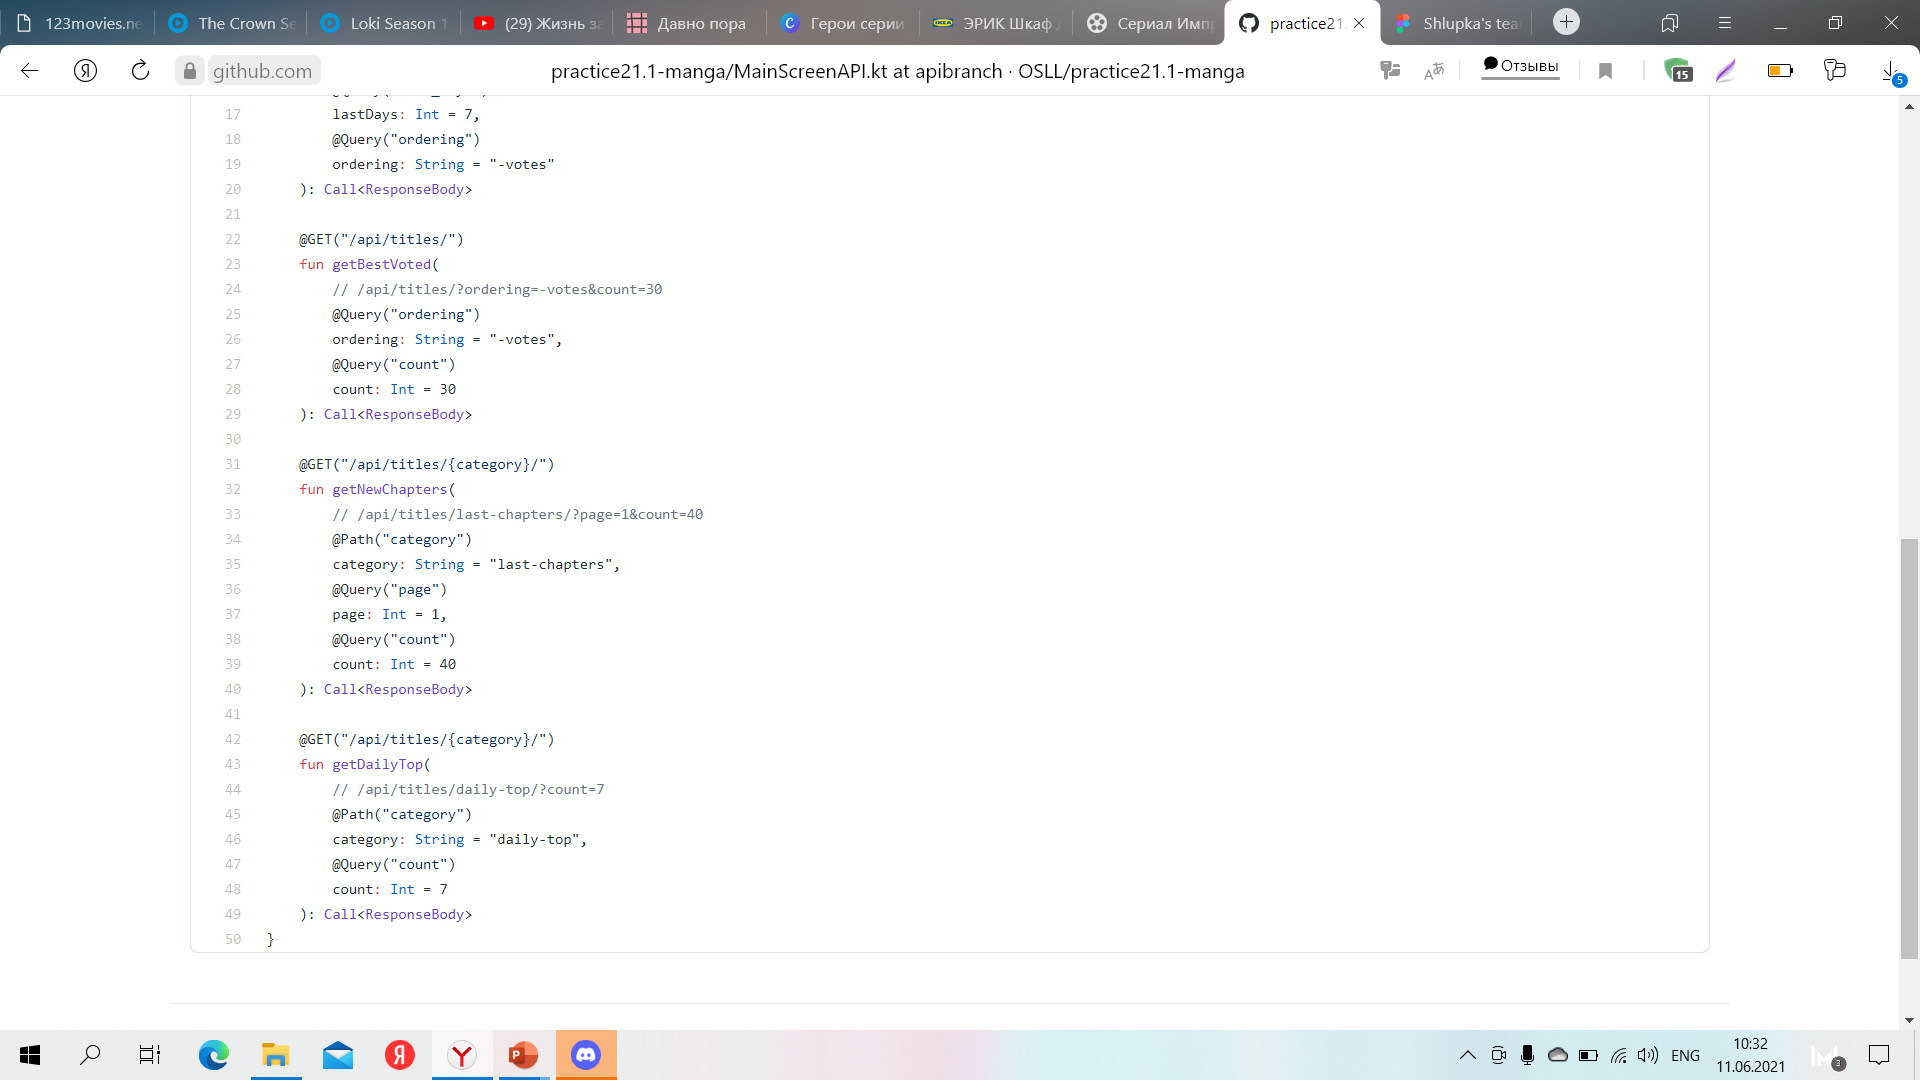 123movies.ne
The Crown Se
Loki Season 1
(29) Жизнь за
Давно пора
Герои серии
ЭРИК Шкаф д
Сериал Импр
practice21.
Shlupka's tea
github.com
practice21.1-manga/MainScreenAPI.kt at apibranch · OSLL/practice21.1-manga
Отзывы
15
5
17 lastDays: Int = 7,
18 @Query("ordering")
19 ordering: String = "-votes"
20 ): Call<ResponseBody>
21
22 @GET("/api/titles/")
23 fun getBestVoted(
24 // /api/titles/?ordering=-votes&count=30
25 @Query("ordering")
26 ordering: String = "-votes",
27 @Query("count")
28 count: Int = 30
29 ): Call<ResponseBody>
30
31 @GET("/api/titles/{category}/")
32 fun getNewChapters(
33 // /api/titles/last-chapters/?page=1&count=40
34 @Path("category")
35 category: String = "last-chapters",
36 @Query("page")
37 page: Int = 1,
38 @Query("count")
39 count: Int = 40
40 ): Call<ResponseBody>
41
42 @GET("/api/titles/{category}/")
43 fun getDailyTop(
44 // /api/titles/daily-top/?count=7
45 @Path("category")
46 category: String = "daily-top",
47 @Query("count")
48 count: Int = 7
49 ): Call<ResponseBody>
50 }
ENG
10:32
11.06.2021
3